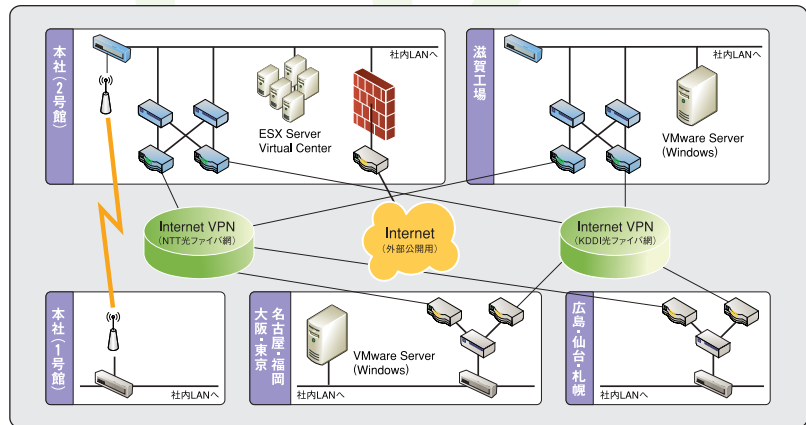 本社(2号館)
社内LANへ
ESX Server
Virtual Center
滋賀工場
社内LANへ
VMware Server
(Windows)
Internet VPN
(NTT光ファイバ網)
Internet
(外部公開用)
Internet VPN
(KDDI光ファイバ網)
本社(1号館)
社内LANへ
名古屋・福岡
大阪・東京
VMware Server
(Windows)
社内LANへ
広島・仙台・札幌
社内LANへ